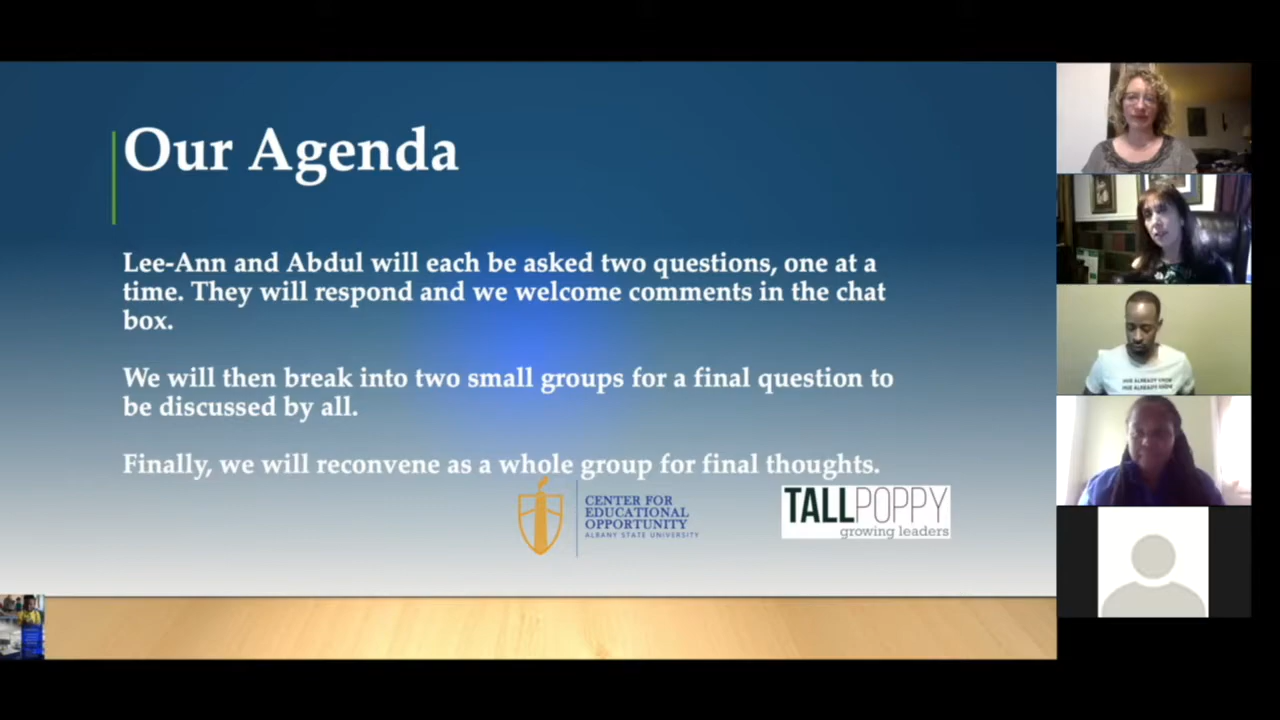 Our Agenda
Lee-Ann and Abdul will each be asked two questions, one at a
time. They will respond and we welcome comments in the chat
box.
We will then break into two small groups for a final question to
be discussed by all.
Finally, we will reconvene as a whole group for final thoughts.
CENTER FOR
EDUCATIONAL
OPPORTUNITY
ALBANY STATE UNIVERSITY
TALLPOPPY
growing leaders